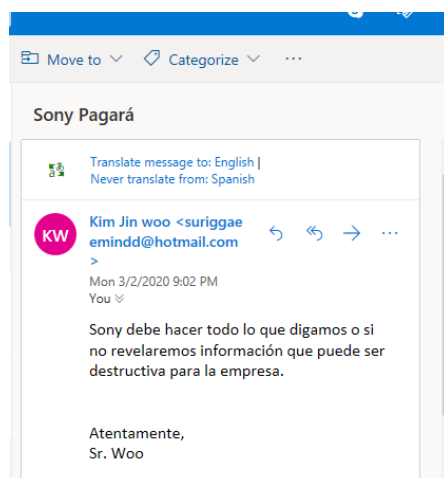 Move to
Categorize
Sony Pagará
Translate message to: English |
Never translate from: Spanish
KW
Kim Jin woo <suriggae
emindd@hotmail.com
>
Mon 3/2/2020 9:02 PM
You
Sony debe hacer todo lo que digamos o si
no revelaremos información que puede ser
destructiva para la empresa.
Atentamente,
Sr. Woo